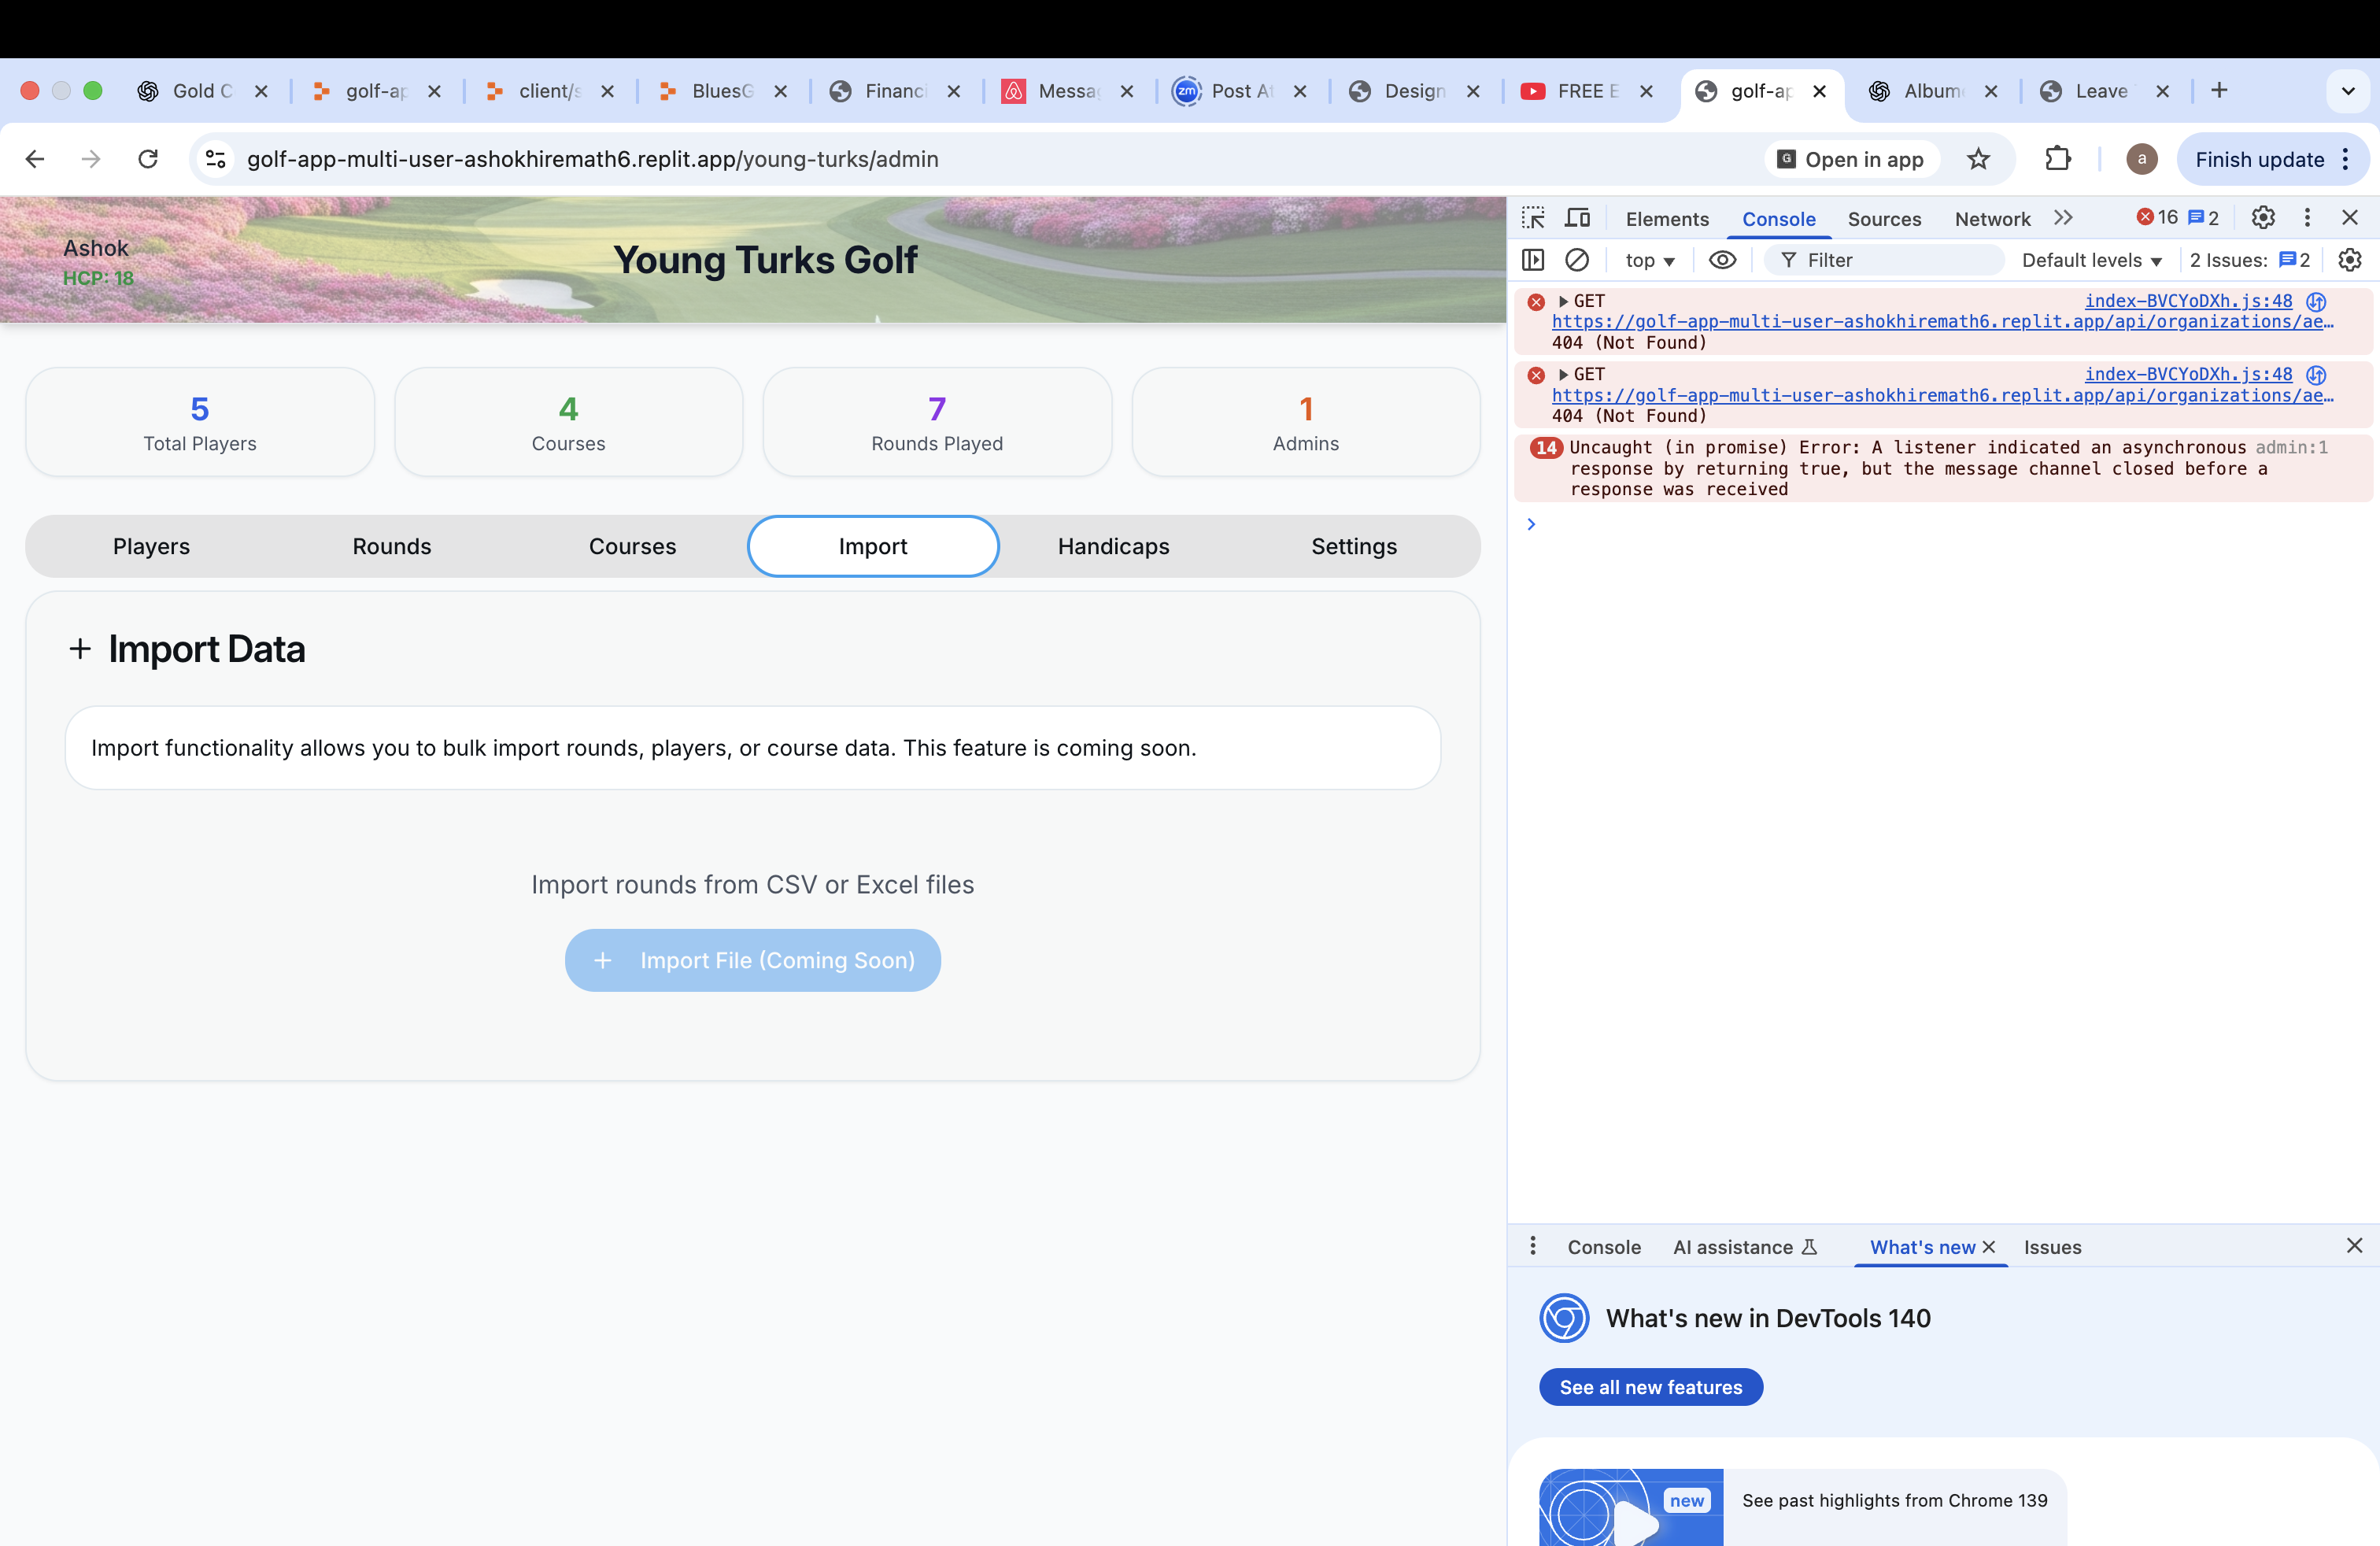 Gold C
golf-ap
client/s
BluesG
Financi
Messag
zm
Post At
Design
FREE E
golf-ap
Album
Leave
golf-app-multi-user-ashokhiremath6.replit.app/young-turks/admin
G
Open in app
a
Finish update
Ashok
HCP: 18
Young Turks Golf
5
Total Players
4
Courses
7
Rounds Played
1
Admins
Players
Rounds
Courses
Import
Handicaps
Settings
+ Import Data
Import functionality allows you to bulk import rounds, players, or course data. This feature is coming soon.
Import rounds from CSV or Excel files
+ Import File (Coming Soon)
Elements
Console
Sources
Network
16
2
top
Filter
Default levels
2 Issues:
2
GET
index-BVCYoDXh.js:48
https://golf-app-multi-user-ashokhiremath6.replit.app/api/organizations/ae…
404 (Not Found)
GET
index-BVCYoDXh.js:48
https://golf-app-multi-user-ashokhiremath6.replit.app/api/organizations/ae…
404 (Not Found)
14
Uncaught (in promise) Error: A listener indicated an asynchronous
admin:1
response by returning true, but the message channel closed before a
response was received
Console
AI assistance
What's new
Issues
What's new in DevTools 140
See all new features
new
See past highlights from Chrome 139